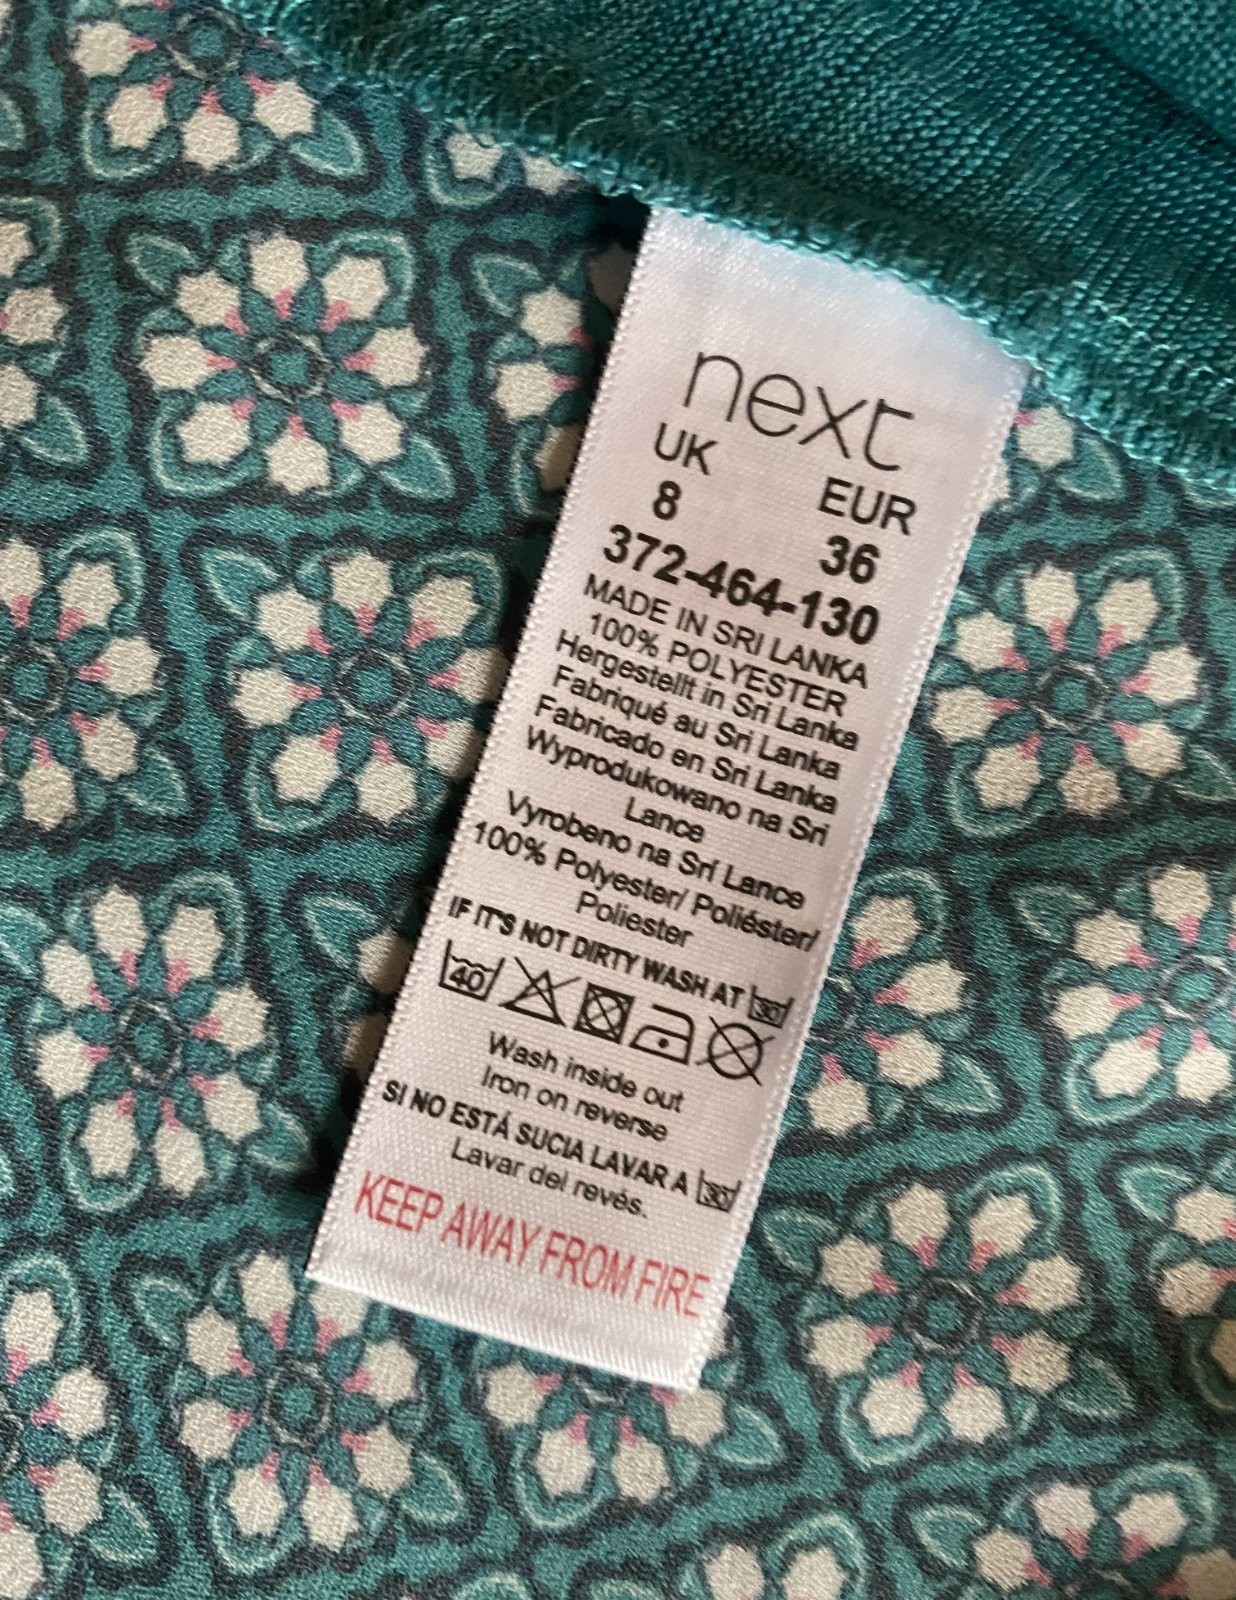 next
UK EUR
8 36
372-464-130
MADE IN SRI LANKA
100% POLYESTER
Hergestellt in Sri Lanka
Fabriqué au Sri Lanka
Fabricado en Sri Lanka
Wyprodukowano na Sri
Lance
Vyrobeno na Srí Lance
100% Polyester/ Poliéster/
Poliester
IF IT'S NOT DIRTY WASH AT 30
40
Wash inside out
Iron on reverse
SI NO ESTÁ SUCIA LAVAR A 30
Lavar del revés.
KEEP AWAY FROM FIRE